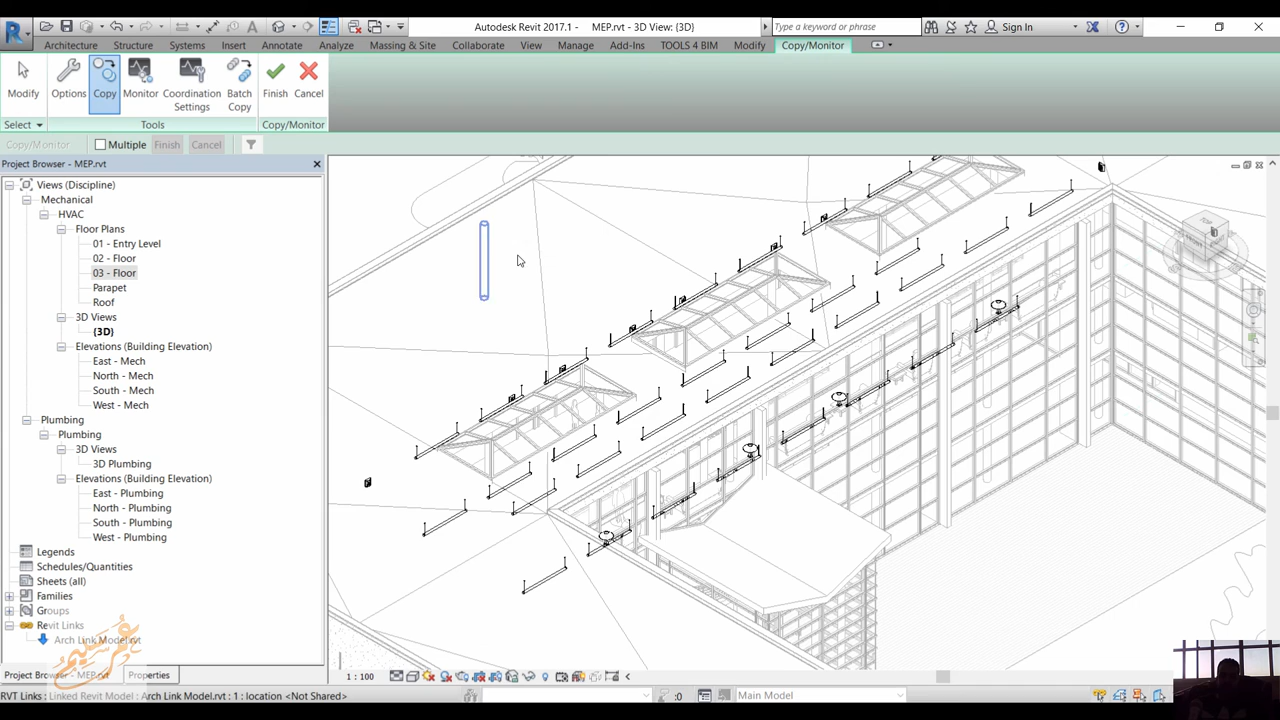 Autodesk Revit 2017.1 - MEP.rvt - 3D View: {3D}
Type a keyword or phrase
Sign In
Architecture Structure Systems Insert Annotate Analyze Massing & Site Collaborate View Manage Add-Ins TOOLS 4 BIM Modify Copy/Monitor
Modify Options Copy Monitor Coordination Settings Batch Copy Finish Cancel
Select Tools Copy/Monitor
Copy/Monitor Multiple Finish Cancel
Project Browser - MEP.rvt
Views (Discipline)
Mechanical
HVAC
Floor Plans
01 - Entry Level
02 - Floor
03 - Floor
Parapet
Roof
3D Views
{3D}
Elevations (Building Elevation)
East - Mech
North - Mech
South - Mech
West - Mech
Plumbing
Plumbing
3D Views
3D Plumbing
Elevations (Building Elevation)
East - Plumbing
North - Plumbing
South - Plumbing
West - Plumbing
Legends
Schedules/Quantities
Sheets (all)
Families
Groups
Revit Links
Arch Link Model.rvt
Project Browser - MEP.rvt Properties
1 : 100
RVT Links : Linked Revit Model : Arch Link Model.rvt : 1 : location <Not Shared>
:0
Main Model
TOP